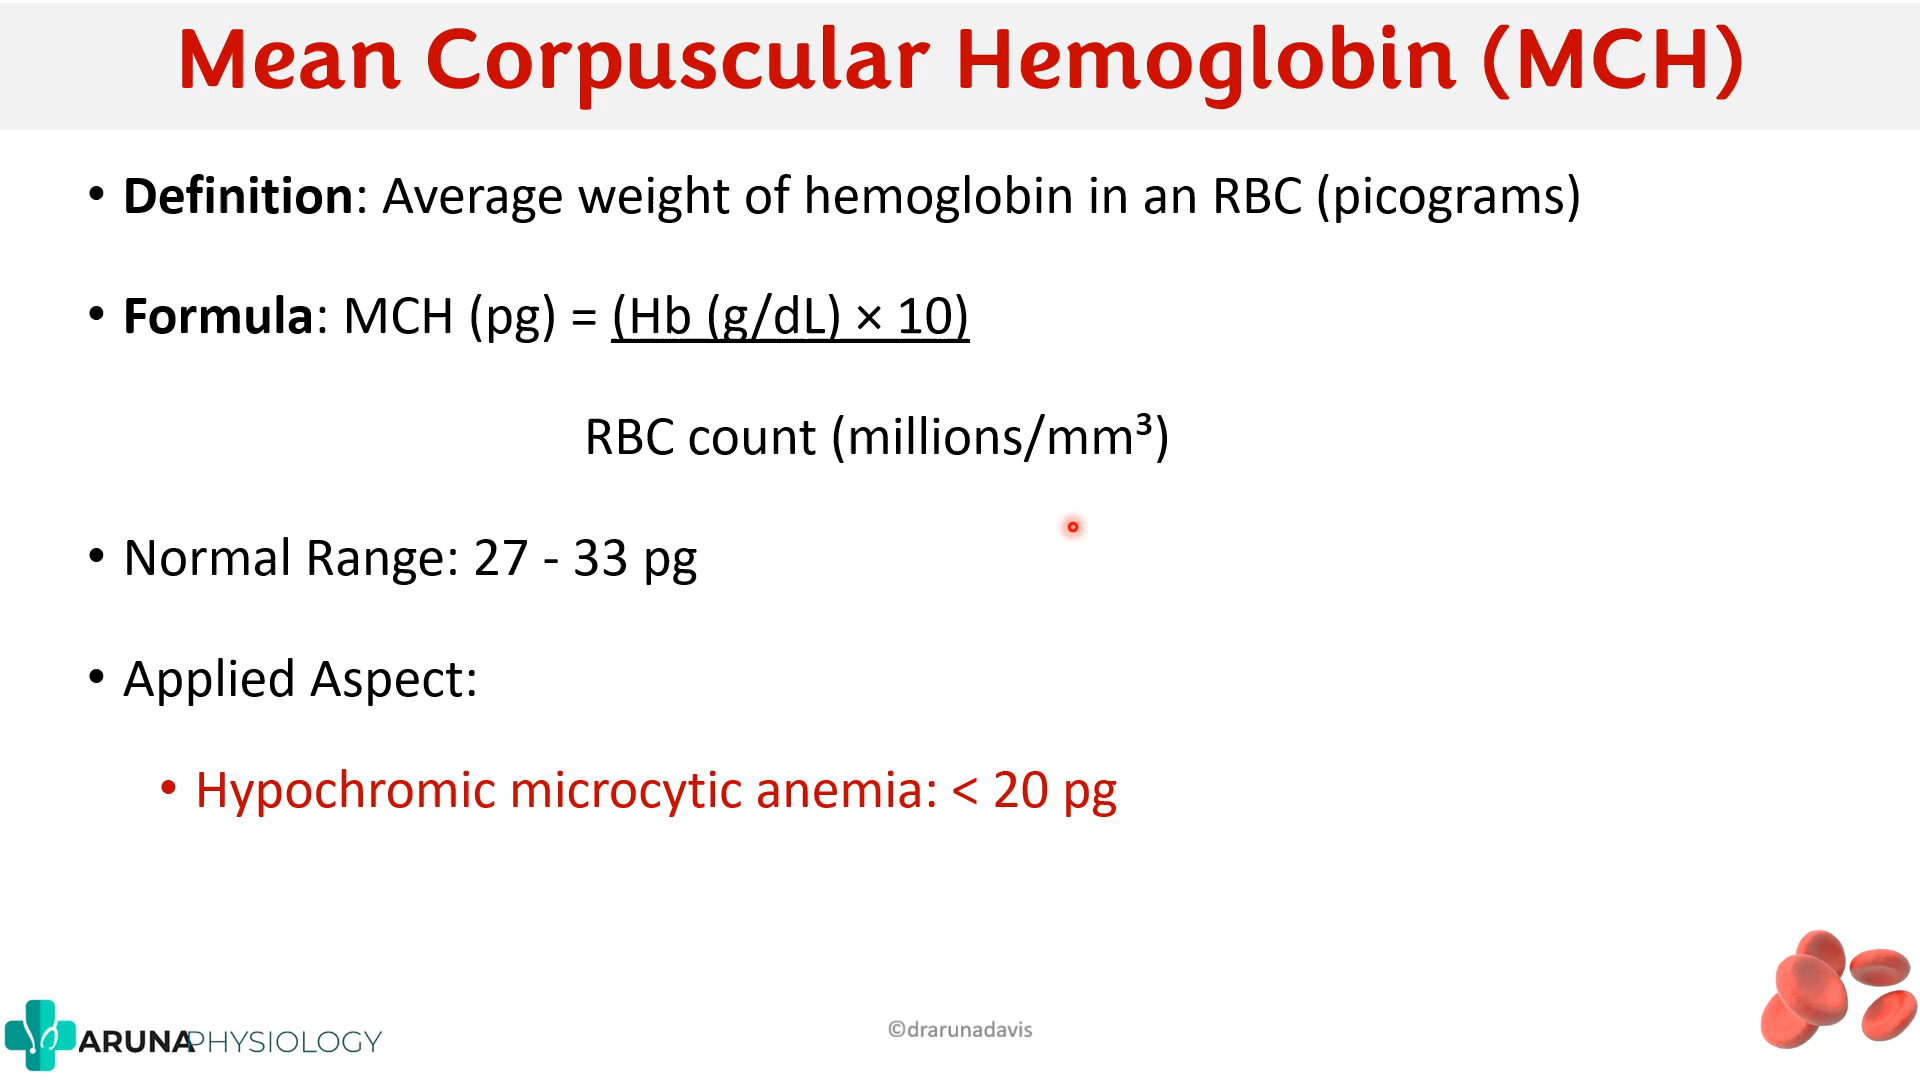 Mean Corpuscular Hemoglobin (MCH)
• Definition: Average weight of hemoglobin in an RBC (picograms)
• Formula: MCH (pg) = (Hb (g/dL) × 10)
RBC count (millions/mm³)
• Normal Range: 27 - 33 pg
• Applied Aspect:
• Hypochromic microcytic anemia: < 20 pg
ARUNAPHYSIOLOGY
©drarunadavis